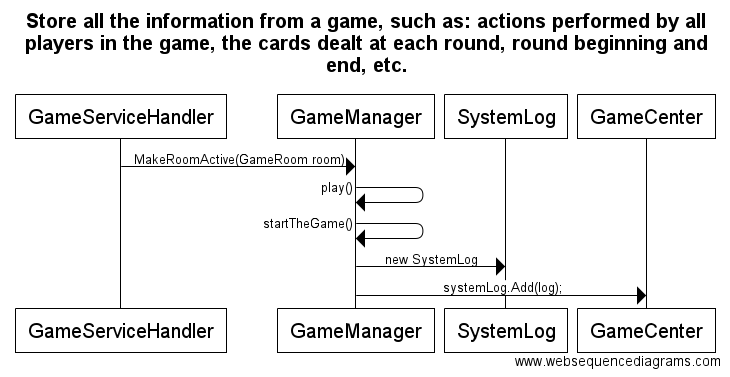 Store all the information from a game, such as: actions performed by all
players in the game, the cards dealt at each round, round beginning and
end, etc.
GameServiceHandler GameManager SystemLog GameCenter
MakeRoomActive(GameRoom room)
play()
startTheGame()
new SystemLog
systemLog.Add(log);
GameServiceHandler GameManager SystemLog GameCenter
www.websequencediagrams.com